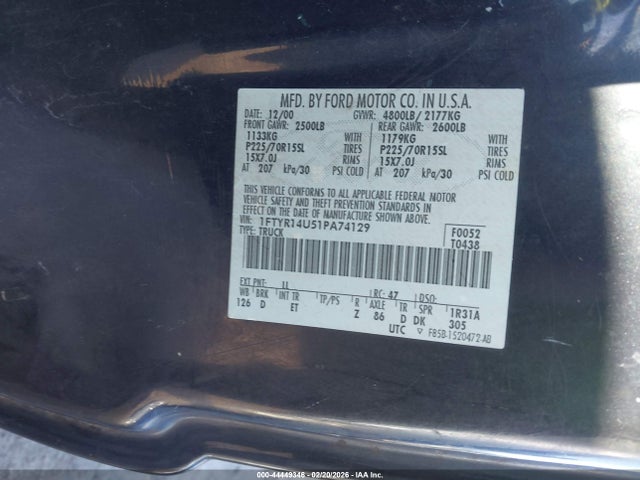 MFD. BY FORD MOTOR CO. IN U.S.A.
DATE: 12/00 GVWR: 4800LB/ 2177KG
FRONT GAWR: 2500LB REAR GAWR: 2600LB
1133KG WITH 1179KG WITH
P225/70R15SL TIRES P225/70R15SL TIRES
15X7.0J RIMS 15X7.0J RIMS
AT 207 kPa/30 PSI COLD AT 207 kPa/30 PSI COLD
THIS VEHICLE CONFORMS TO ALL APPLICABLE FEDERAL MOTOR
VEHICLE SAFETY AND THEFT PREVENTION STANDARDS IN
EFFECT ON THE DATE OF MANUFACTURE SHOWN ABOVE.
VIN: 1FTYR14U51PA74129 F0052
TYPE: TRUCK T0438
EXT PNT: LL RC: 47 DSO:
WB BRK INT TR TP/PS R AXLE TR SPR 1R31A
126 D ET Z 86 D DK 305
UTC ▽ F85B-1520472-AB
000-44449346 - 02/20/2026 - IAA Inc.